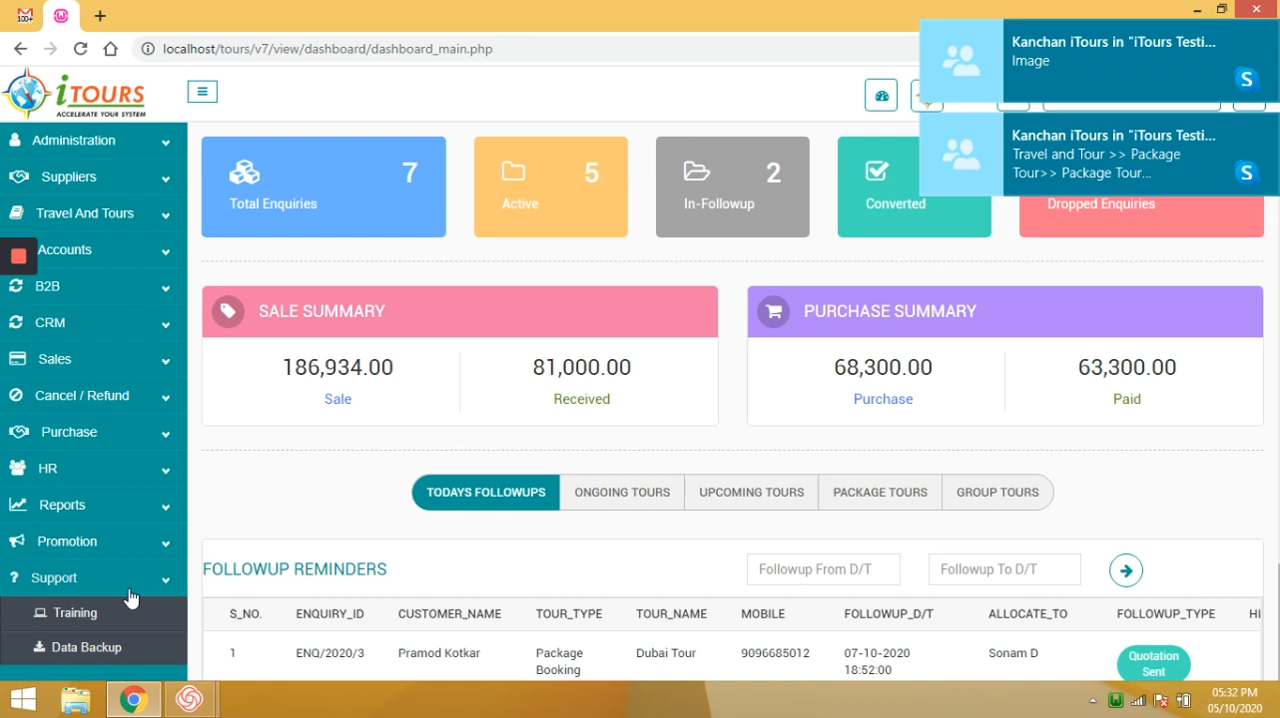 100+
localhost/tours/v7/view/dashboard/dashboard_main.php
Kanchan iTours in "iTours Testi...
Image
S
Kanchan iTours in "iTours Testi...
Travel and Tour >> Package
Tour>> Package Tour...
S
iTOURS
ACCELERATE YOUR SYSTEM
Administration
Suppliers
Travel And Tours
Accounts
B2B
CRM
Sales
Cancel / Refund
Purchase
HR
Reports
Promotion
Support
Training
Data Backup
7
Total Enquiries
5
Active
2
In-Followup
Converted
Dropped Enquiries
SALE SUMMARY
186,934.00
Sale
81,000.00
Received
PURCHASE SUMMARY
68,300.00
Purchase
63,300.00
Paid
TODAYS FOLLOWUPS
ONGOING TOURS
UPCOMING TOURS
PACKAGE TOURS
GROUP TOURS
FOLLOWUP REMINDERS
Followup From D/T
Followup To D/T
S_NO. ENQUIRY_ID CUSTOMER_NAME TOUR_TYPE TOUR_NAME MOBILE FOLLOWUP_D/T ALLOCATE_TO FOLLOWUP_TYPE HI
1 ENQ/2020/3 Pramod Kotkar Package Dubai Tour 9096685012 07-10-2020 Sonam D Quotation
Booking 18:52:00 Sent
05:32 PM
05/10/2020